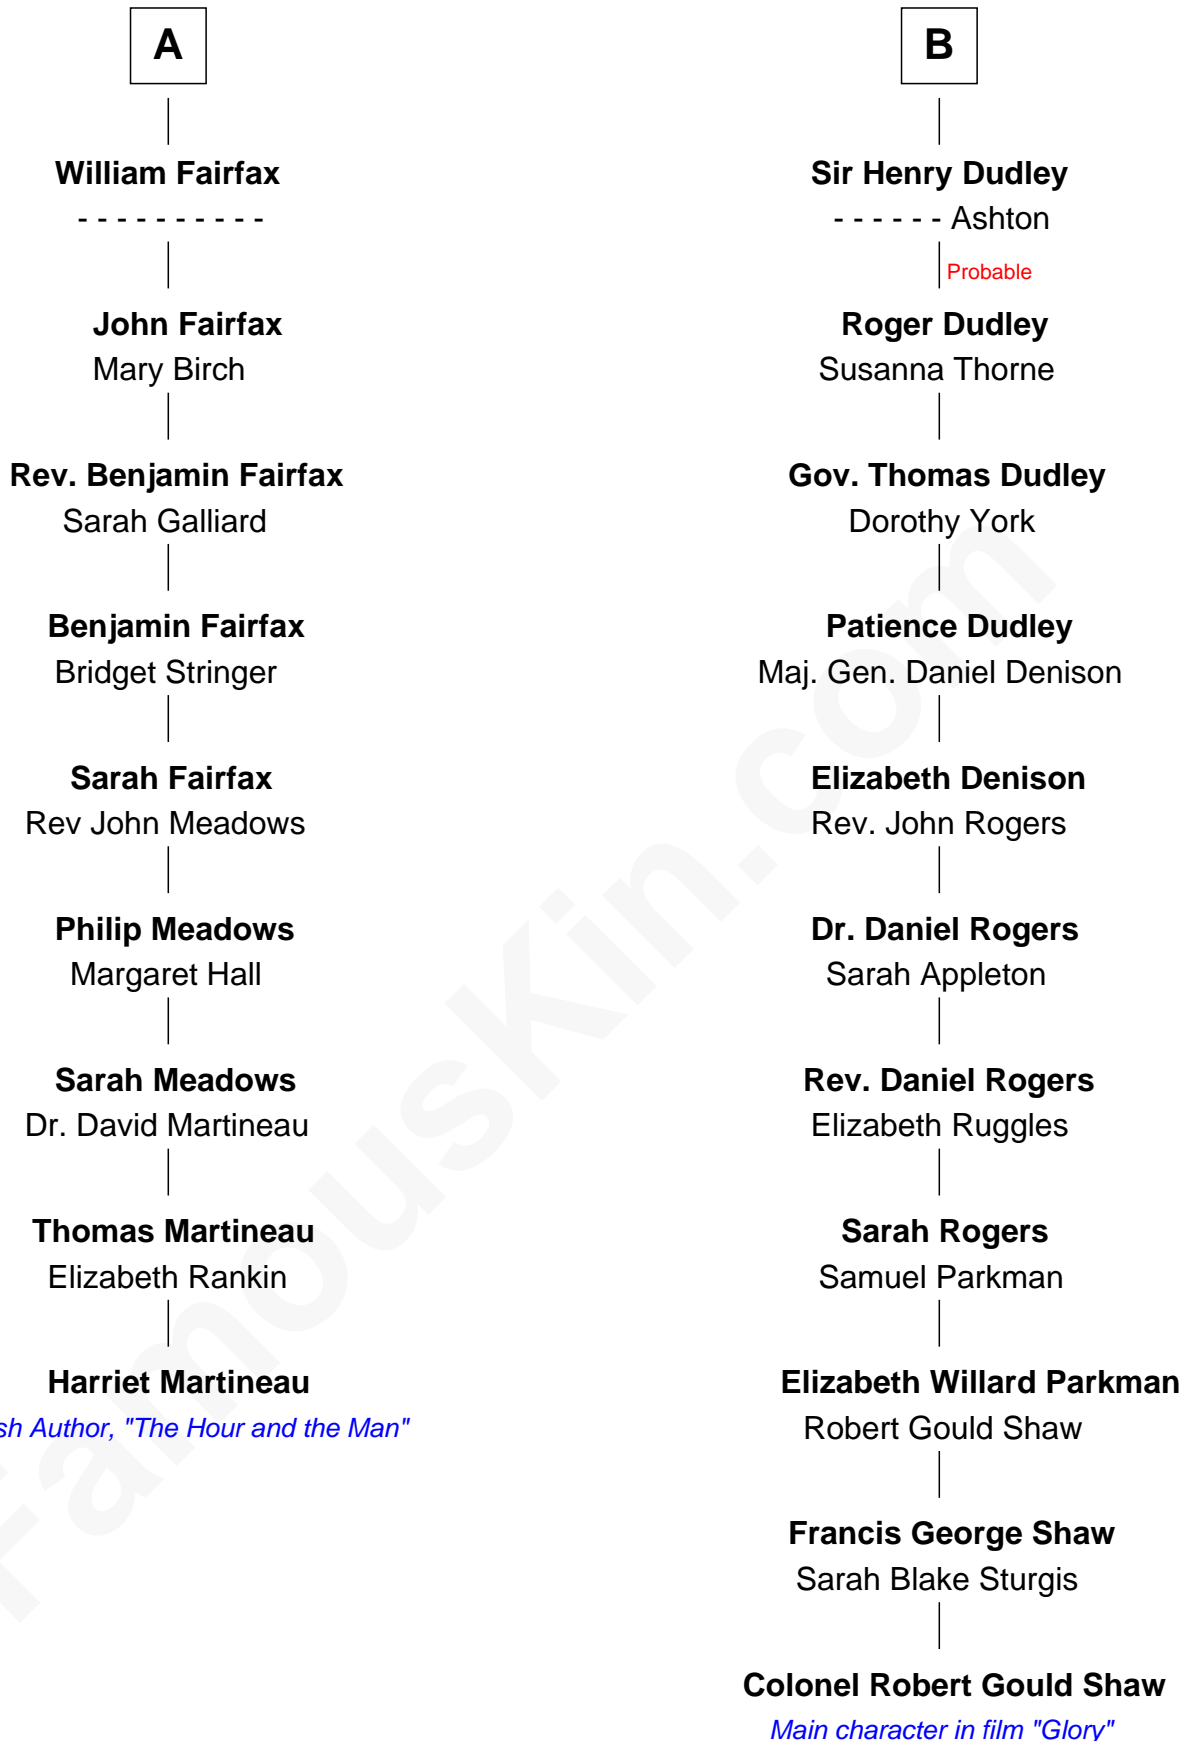 A
William Fairfax
- - - - - - - - - -
John Fairfax
Mary Birch
Rev. Benjamin Fairfax
Sarah Galliard
Benjamin Fairfax
Bridget Stringer
Sarah Fairfax
Rev John Meadows
Philip Meadows
Margaret Hall
Sarah Meadows
Dr. David Martineau
Thomas Martineau
Elizabeth Rankin
Harriet Martineau
Author, "The Hour and the Man"
B
Sir Henry Dudley
- - - - - - Ashton
Probable
Roger Dudley
Susanna Thorne
Gov. Thomas Dudley
Dorothy York
Patience Dudley
Maj. Gen. Daniel Denison
Elizabeth Denison
Rev. John Rogers
Dr. Daniel Rogers
Sarah Appleton
Rev. Daniel Rogers
Elizabeth Ruggles
Sarah Rogers
Samuel Parkman
Elizabeth Willard Parkman
Robert Gould Shaw
Francis George Shaw
Sarah Blake Sturgis
Colonel Robert Gould Shaw
Main character in film "Glory"
FamousKin.com